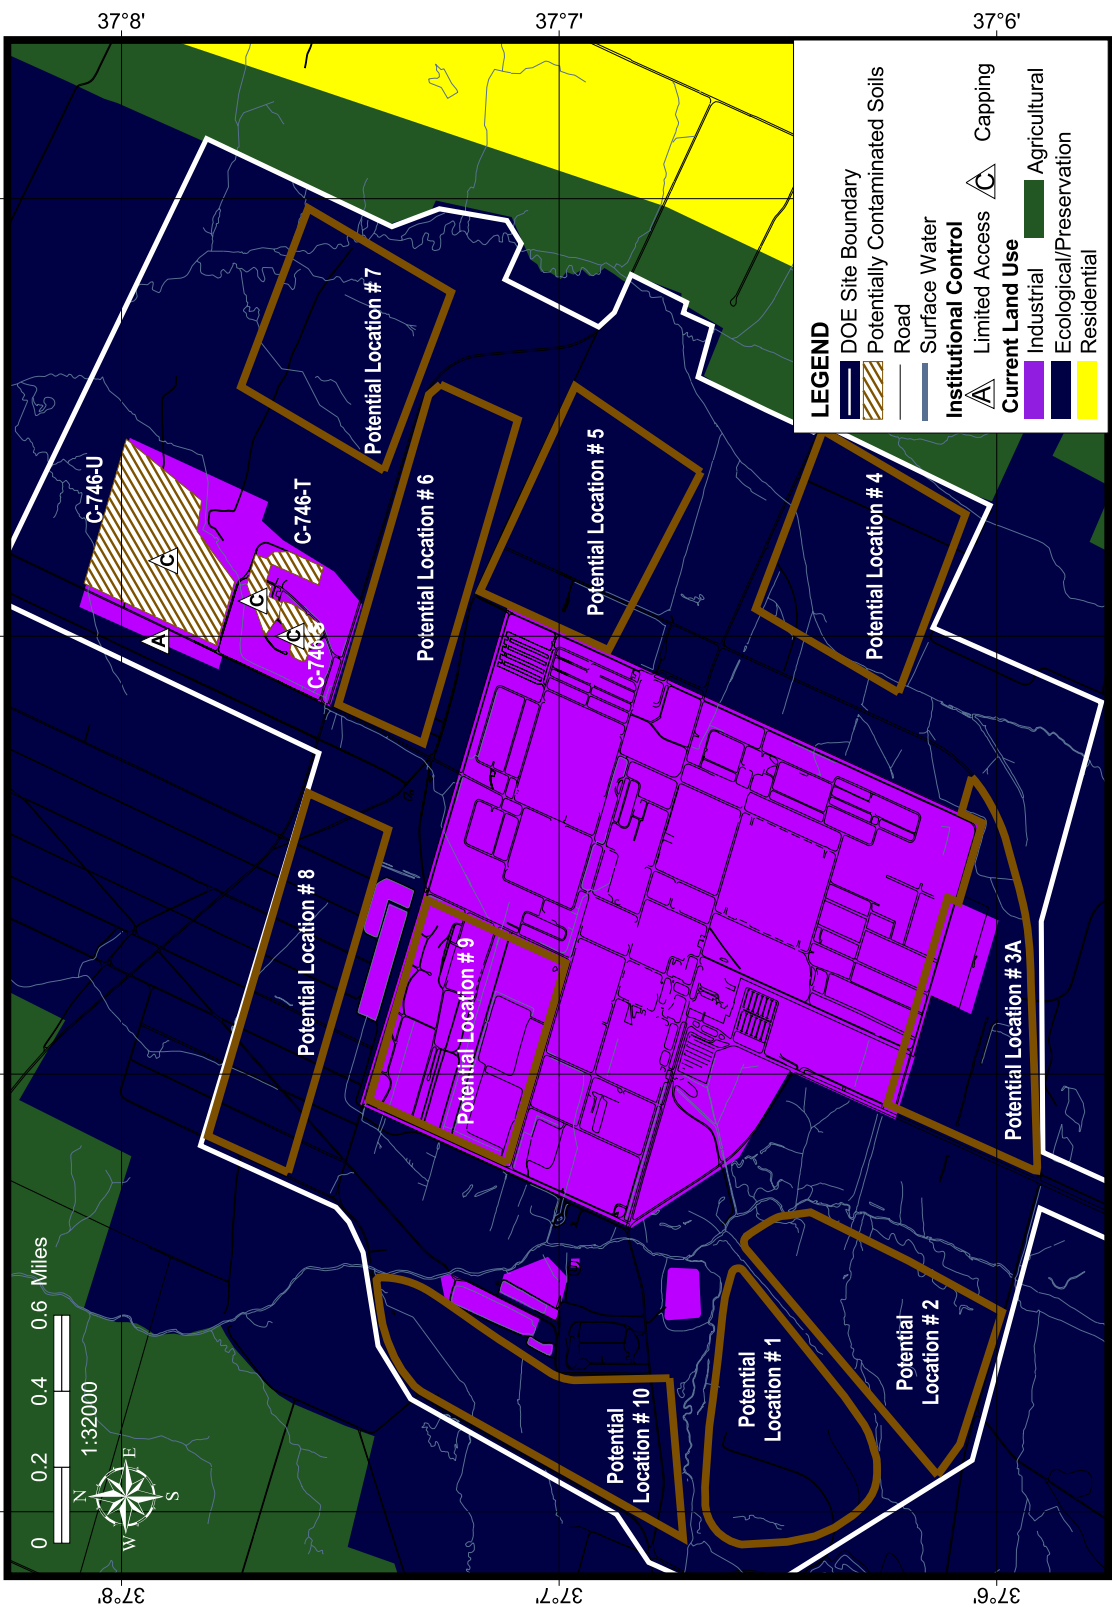 37°8'
37°7'
37°6'
0 0.2 0.4 0.6 Miles
1:32000
N
E
S
W
C-746-U
C-746-T
C-746-S
A
C
C
C
Potential Location # 7
Potential Location # 6
Potential Location # 5
Potential Location # 4
Potential Location # 8
Potential Location # 9
Potential Location # 3A
Potential
Location # 10
Potential
Location # 1
Potential
Location # 2
LEGEND
DOE Site Boundary
Potentially Contaminated Soils
Road
Surface Water
Institutional Control
A Limited Access C Capping
Current Land Use
Industrial Agricultural
Ecological/Preservation
Residential
37°8'
37°7'
37°6'